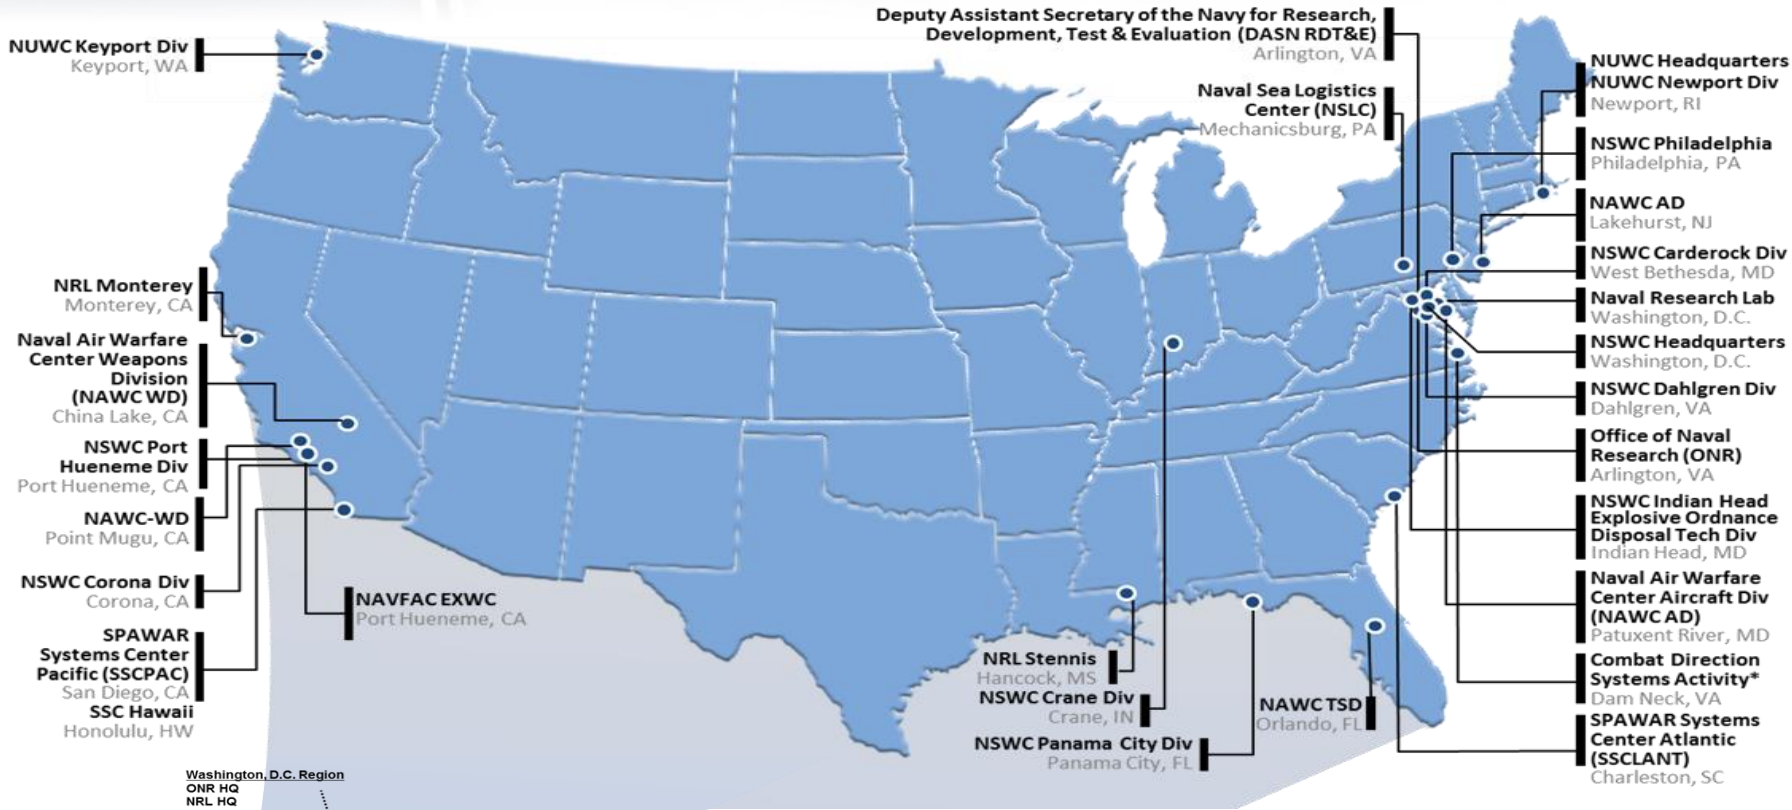 NUWC Keyport Div
Keyport, WA
NRL Monterey
Monterey, CA
Naval Air Warfare
Center Weapons
Division
(NAWC WD)
China Lake, CA
NSWC Port
Hueneme Div
Port Hueneme, CA
NAWC-WD
Point Mugu, CA
NSWC Corona Div
Corona, CA
SPAWAR
Systems Center
Pacific (SSCPAC)
San Diego, CA
SSC Hawaii
Honolulu, HW
NAVFAC EXWC
Port Hueneme, CA
Washington, D.C. Region
ONR HQ
NRL HQ
Deputy Assistant Secretary of the Navy for Research,
Development, Test & Evaluation (DASN RDT&E)
Arlington, VA
Naval Sea Logistics
Center (NSLC)
Mechanicsburg, PA
NRL Stennis
Hancock, MS
NSWC Crane Div
Crane, IN
NSWC Panama City Div
Panama City, FL
NAWC TSD
Orlando, FL
NUWC Headquarters
NUWC Newport Div
Newport, RI
NSWC Philadelphia
Philadelphia, PA
NAWC AD
Lakehurst, NJ
NSWC Carderock Div
West Bethesda, MD
Naval Research Lab
Washington, D.C.
NSWC Headquarters
Washington, D.C.
NSWC Dahlgren Div
Dahlgren, VA
Office of Naval
Research (ONR)
Arlington, VA
NSWC Indian Head
Explosive Ordnance
Disposal Tech Div
Indian Head, MD
Naval Air Warfare
Center Aircraft Div
(NAWC AD)
Patuxent River, MD
Combat Direction
Systems Activity*
Dam Neck, VA
SPAWAR Systems
Center Atlantic
(SSCLANT)
Charleston, SC